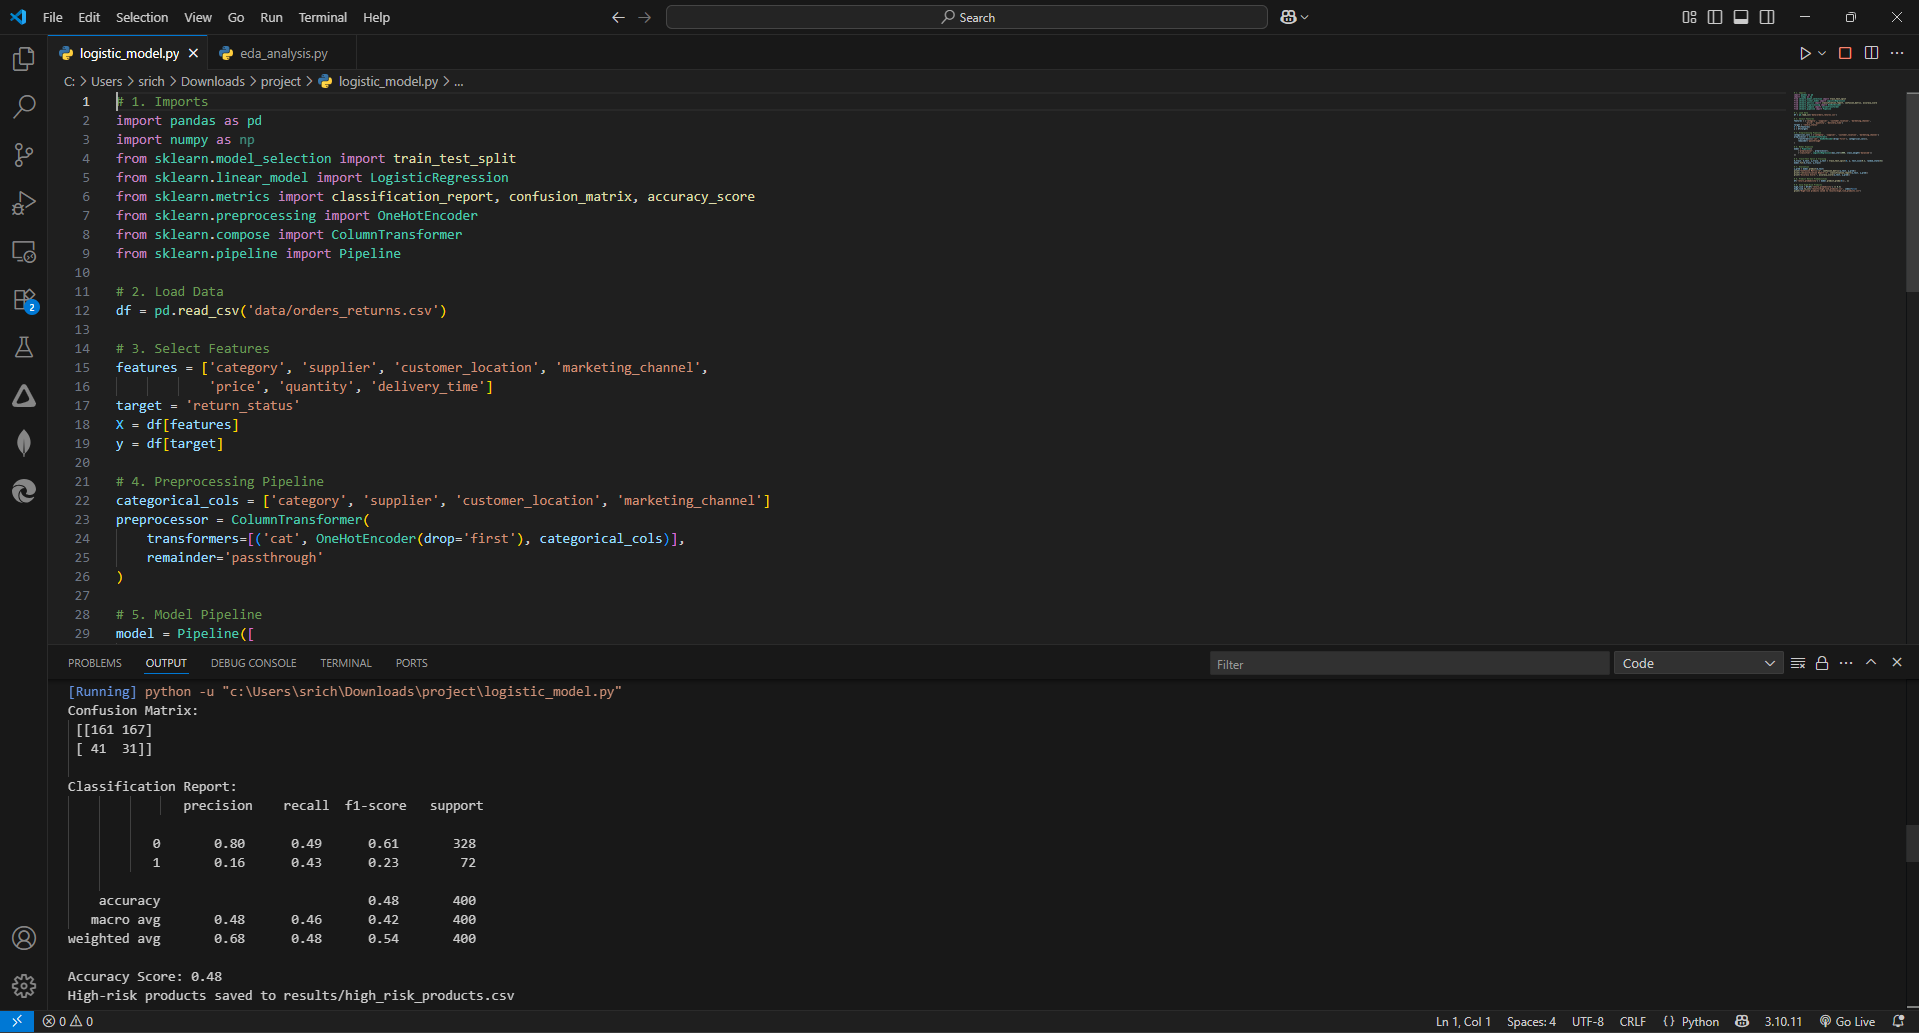 File Edit Selection View Go Run Terminal Help
Search
logistic_model.py
eda_analysis.py
C: > Users > srich > Downloads > project > logistic_model.py > ...
1 # 1. Imports
2 import pandas as pd
3 import numpy as np
4 from sklearn.model_selection import train_test_split
5 from sklearn.linear_model import LogisticRegression
6 from sklearn.metrics import classification_report, confusion_matrix, accuracy_score
7 from sklearn.preprocessing import OneHotEncoder
8 from sklearn.compose import ColumnTransformer
9 from sklearn.pipeline import Pipeline
10
11 # 2. Load Data
12 df = pd.read_csv('data/orders_returns.csv')
13
14 # 3. Select Features
15 features = ['category', 'supplier', 'customer_location', 'marketing_channel',
16 'price', 'quantity', 'delivery_time']
17 target = 'return_status'
18 X = df[features]
19 y = df[target]
20
21 # 4. Preprocessing Pipeline
22 categorical_cols = ['category', 'supplier', 'customer_location', 'marketing_channel']
23 preprocessor = ColumnTransformer(
24 transformers=[('cat', OneHotEncoder(drop='first'), categorical_cols)],
25 remainder='passthrough'
26 )
27
28 # 5. Model Pipeline
29 model = Pipeline([
2
PROBLEMS OUTPUT DEBUG CONSOLE TERMINAL PORTS
Filter
Code
[Running] python -u "c:\Users\srich\Downloads\project\logistic_model.py"
Confusion Matrix:
[[161 167]
[ 41 31]]
Classification Report:
precision recall f1-score support
0 0.80 0.49 0.61 328
1 0.16 0.43 0.23 72
accuracy 0.48 400
macro avg 0.48 0.46 0.42 400
weighted avg 0.68 0.48 0.54 400
Accuracy Score: 0.48
High-risk products saved to results/high_risk_products.csv
0 0
Ln 1, Col 1 Spaces: 4 UTF-8 CRLF {} Python 3.10.11 Go Live